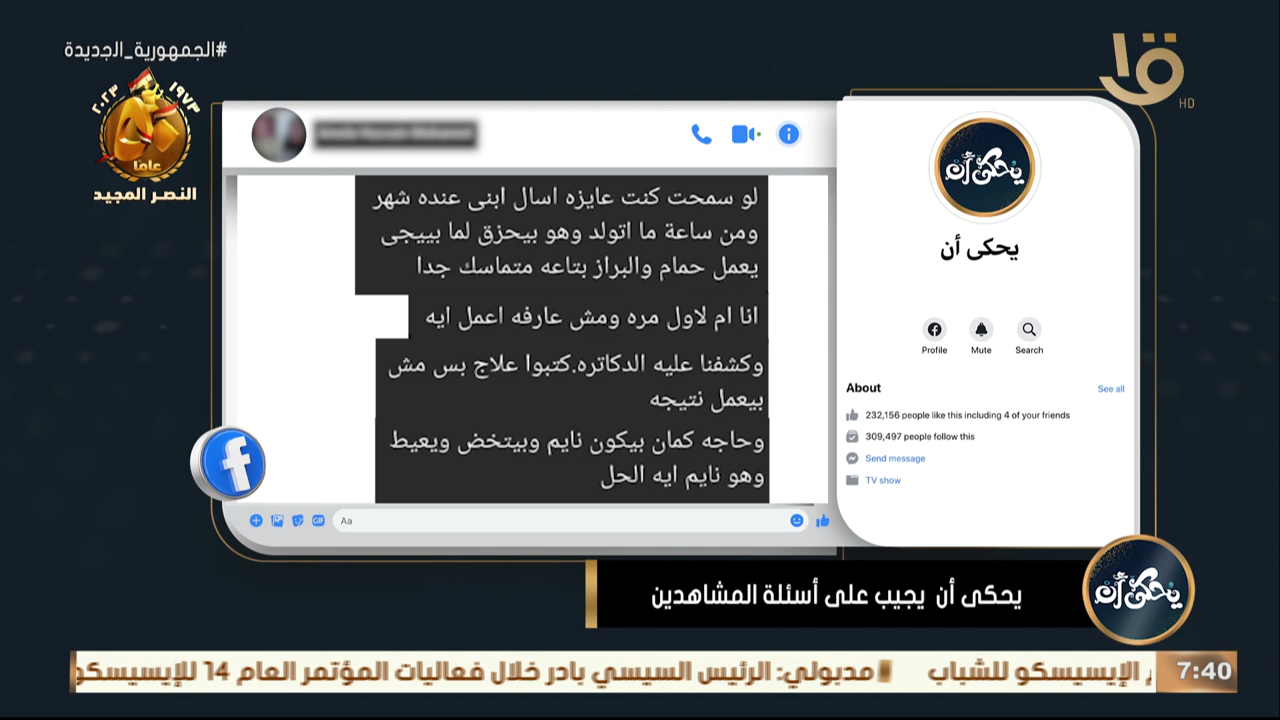 #الجمهورية_الجديدة
١٩٧٣
٢٠٢٣
٥٠
عاما
النصر المجيد
HD
لو سمحت كنت عايزه اسال ابنى عنده شهر
ومن ساعة ما اتولد وهو بيحزق لما بييجى
يعمل حمام والبراز بتاعه متماسك جدا
انا ام لاول مره ومش عارفه اعمل ايه
وكشفنا عليه الدكاتره.كتبوا علاج بس مش
بيعمل نتيجه
وحاجه كمان بيكون نايم وبيتخض ويعيط
وهو نايم ايه الحل
Aa
GIF
يحكى أن
يحكى أن
Profile
Mute
Search
About
See all
232,156 people like this including 4 of your friends
309,497 people follow this
Send message
TV show
يحكى أن يجيب على أسئلة المشاهدين
يحكى أن
الإيسيسكو للشباب
مدبولي: الرئيس السيسي بادر خلال فعاليات المؤتمر العام 14 للإيسيسكو
7:40